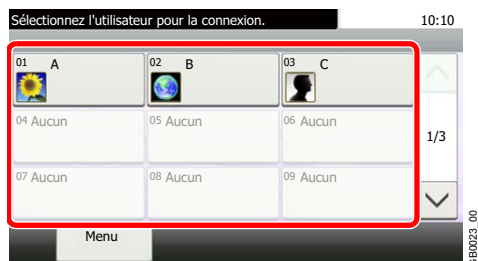 Sélectionnez l'utilisateur pour la connexion. 10:10
01 A 02 B 03 C
04 Aucun 05 Aucun 06 Aucun
1/3
07 Aucun 08 Aucun 09 Aucun
Menu
GB0023_00